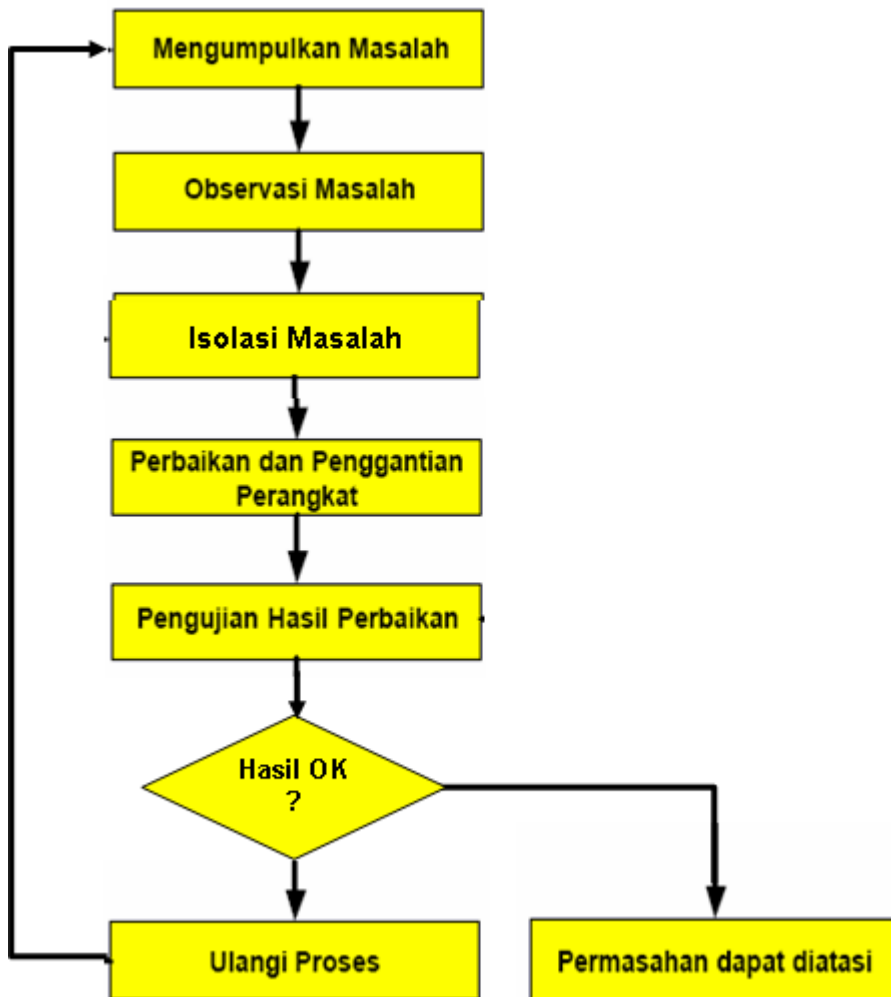 Mengumpulkan Masalah
Observasi Masalah
Isolasi Masalah
Perbaikan dan Penggantian
Perangkat
Pengujian Hasil Perbaikan
Hasil OK
?
Ulangi Proses
Permasahan dapat diatasi